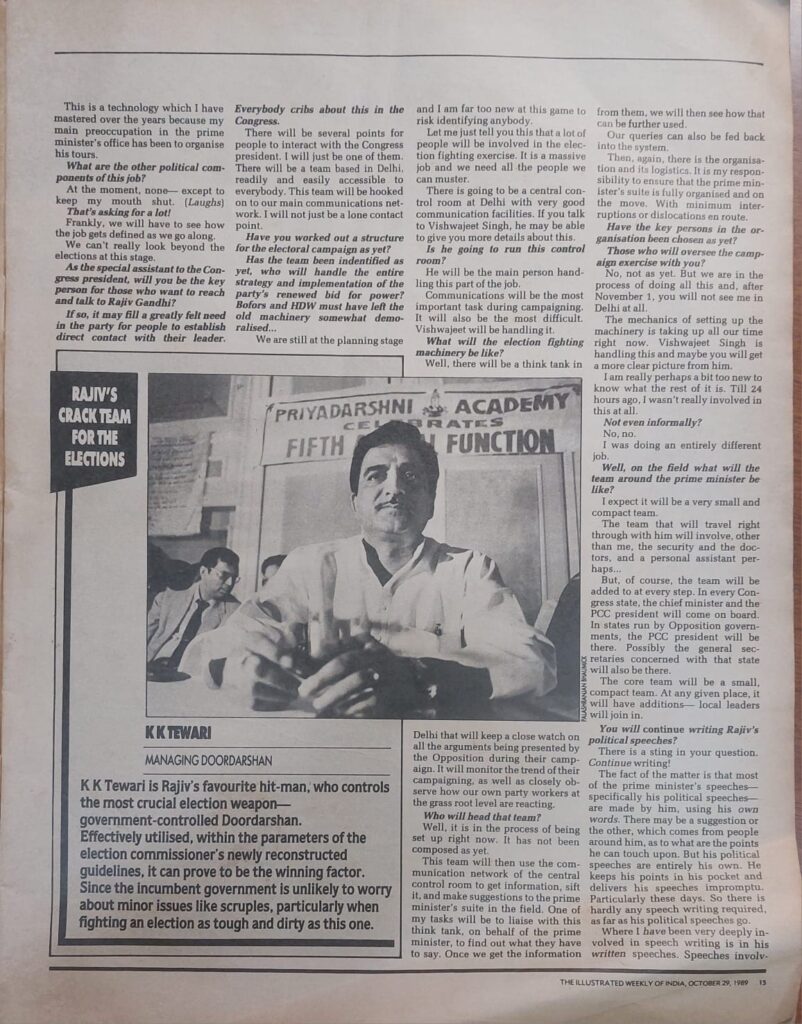 This is a technology which I have
mastered over the years because my
main preoccupation in the prime
minister's office has been to organise
his tours.
What are the other political com-
ponents of this job?
At the moment, none— except to
keep my mouth shut. [Laughs]
That's asking for a lot!
Frankly, we will have to see how
the job gets defined as we go along.
We can't really look beyond the
elections at this stage.
As the special assistant to the Con-
gress president, will you be the key
person for those who want to reach
and talk to Rajiv Gandhi?
If so, it may fill a greatly felt need
in the party for people to establish
direct contact with their leader.
Everybody cribs about this in the
Congress.
There will be several points for
people to interact with the Congress
president. I will just be one of them.
There will be a team based in Delhi,
readily and easily accessible to
everybody. This team will be hooked
on to our main communications net-
work. I will not just be a lone contact
point.
Have you worked out a structure
for the electoral campaign as yet?
Has the team been indentified as
yet, who will handle the entire
strategy and implementation of the
party's renewed bid for power?
Bofors and HDW must have left the
old machinery somewhat demo-
ralised...
We are still at the planning stage
and I am far too new at this game to
risk identifying anybody.
Let me just tell you this that a lot of
people will be involved in the elec-
tion fighting exercise. It is a massive
job and we need all the people we
can muster.
There is going to be a central con-
trol room at Delhi with very good
communication facilities. If you talk
to Vishwajeet Singh, he may be able
to give you more details about this.
Is he going to run this control
room?
He will be the main person hand-
ling this part of the job.
Communications will be the most
important task during campaigning.
It will also be the most difficult.
Vishwajeet will be handling it.
What will the election fighting
machinery be like?
Well, there will be a think tank in
Delhi that will keep a close watch on
all the arguments being presented by
the Opposition during their cam-
paign. It will monitor the trend of their
campaigning, as well as closely ob-
serve how our own party workers at
the grass root level are reacting.
Who will head that team?
Well, it is in the process of being
set up right now. It has not been
composed as yet.
This team will then use the com-
munication network of the central
control room to get information, sift
it, and make suggestions to the prime
minister's suite in the field. One of
my tasks will be to liaise with this
think tank, on behalf of the prime
minister, to find out what they have
to say. Once we get the information
from them, we will then see how that
can be further used.
Our queries can also be fed back
into the system.
Then, again, there is the organisa-
tion and its logistics. It is my respon-
sibility to ensure that the prime min-
ister's suite is fully organised and on
the move. With minimum inter-
ruptions or dislocations en route.
Have the key persons in the or-
ganisation been chosen as yet?
Those who will oversee the camp-
aign exercise with you?
No, not as yet. But we are in the
process of doing all this and, after
November 1, you will not see me in
Delhi at all.
The mechanics of setting up the
machinery is taking up all our time
right now. Vishwajeet Singh is
handling this and maybe you will get
a more clear picture from him.
I am really perhaps a bit too new to
know what the rest of it is. Till 24
hours ago, I wasn't really involved in
this at all.
Not even informally?
No, no.
I was doing an entirely different
job.
Well, on the field what will the
team around the prime minister be
like?
I expect it will be a very small and
compact team.
The team that will travel right
through with him will involve, other
than me, the security and the doc-
tors, and a personal assistant per-
haps...
But, of course, the team will be
added to at every step. In every Con-
gress state, the chief minister and the
PCC president will come on board.
In states run by Opposition govern-
ments, the PCC president will be
there. Possibly the general sec-
retaries concerned with that state
will also be there.
The core team will be a small,
compact team. At any given place, it
will have additions— local leaders
will join in.
You will continue writing Rajiv's
political speeches?
There is a sting in your question.
Continue writing!
The fact of the matter is that most
of the prime minister's speeches—
specifically his political speeches—
are made by him, using his own
words. There may be a suggestion or
the other, which comes from people
around him, as to what are the points
he can touch upon. But his political
speeches are entirely his own. He
keeps his points in his pocket and
delivers his speeches impromptu.
Particularly these days. So there is
hardly any speech writing required,
as far as his political speeches go.
Where I have been very deeply in-
volved in speech writing is in his
written speeches. Speeches involv-
RAJIV'S
CRACK TEAM
FOR THE
ELECTIONS
PRIYADARSHNI ACADEMY
CELEBRATES
FIFTH FUNCTION
PALASHRANJAN BHAUMICK
K K TEWARI
MANAGING DOORDARSHAN
K K Tewari is Rajiv's favourite hit-man, who controls
the most crucial election weapon—
government-controlled Doordarshan.
Effectively utilised, within the parameters of the
election commissioner's newly reconstructed
guidelines, it can prove to be the winning factor.
Since the incumbent government is unlikely to worry
about minor issues like scruples, particularly when
fighting an election as tough and dirty as this one.
THE ILLUSTRATED WEEKLY OF INDIA, OCTOBER 29, 1989 15